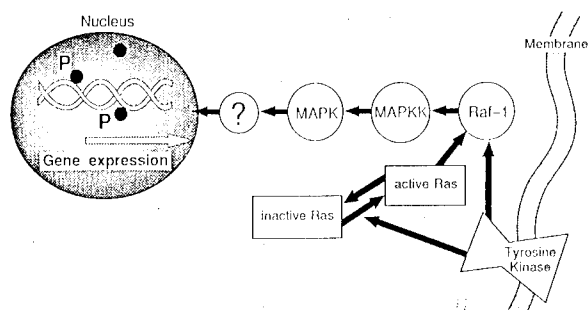 Nucleus
Membrane
P
P
?
MAPK
MAPKK
Raf-1
Gene expression
active Ras
inactive Ras
Tyrosine
Kinase